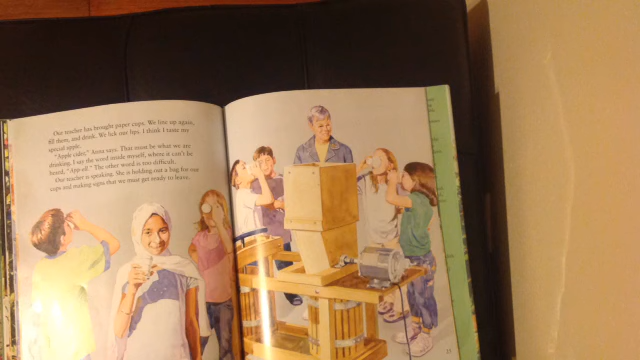 Our teacher has brought paper cups. We line up again,
fill them, and drink. We lick our lips. I think I taste my
special apple.
"Apple cider," Anna says. That must be what we are
drinking. I say the word inside myself, where it can't be
heard. "App-ell." The other word is too difficult.
Our teacher is speaking. She is holding out a bag for our
cups and making signs that we must get ready to leave.